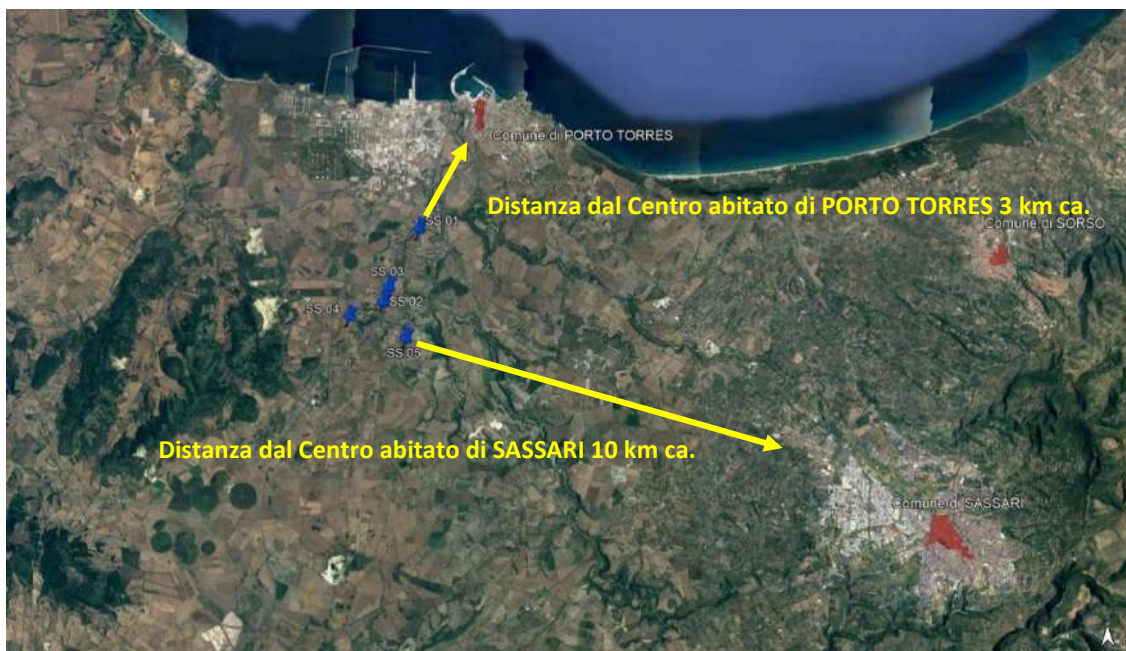 Comune di PORTO TORRES
Distanza dal Centro abitato di PORTO TORRES 3 km ca.
SS 01
Comune di SORSO
SS 03
SS 02
SS 04
SS 05
Distanza dal Centro abitato di SASSARI 10 km ca.
Comune di SASSARI